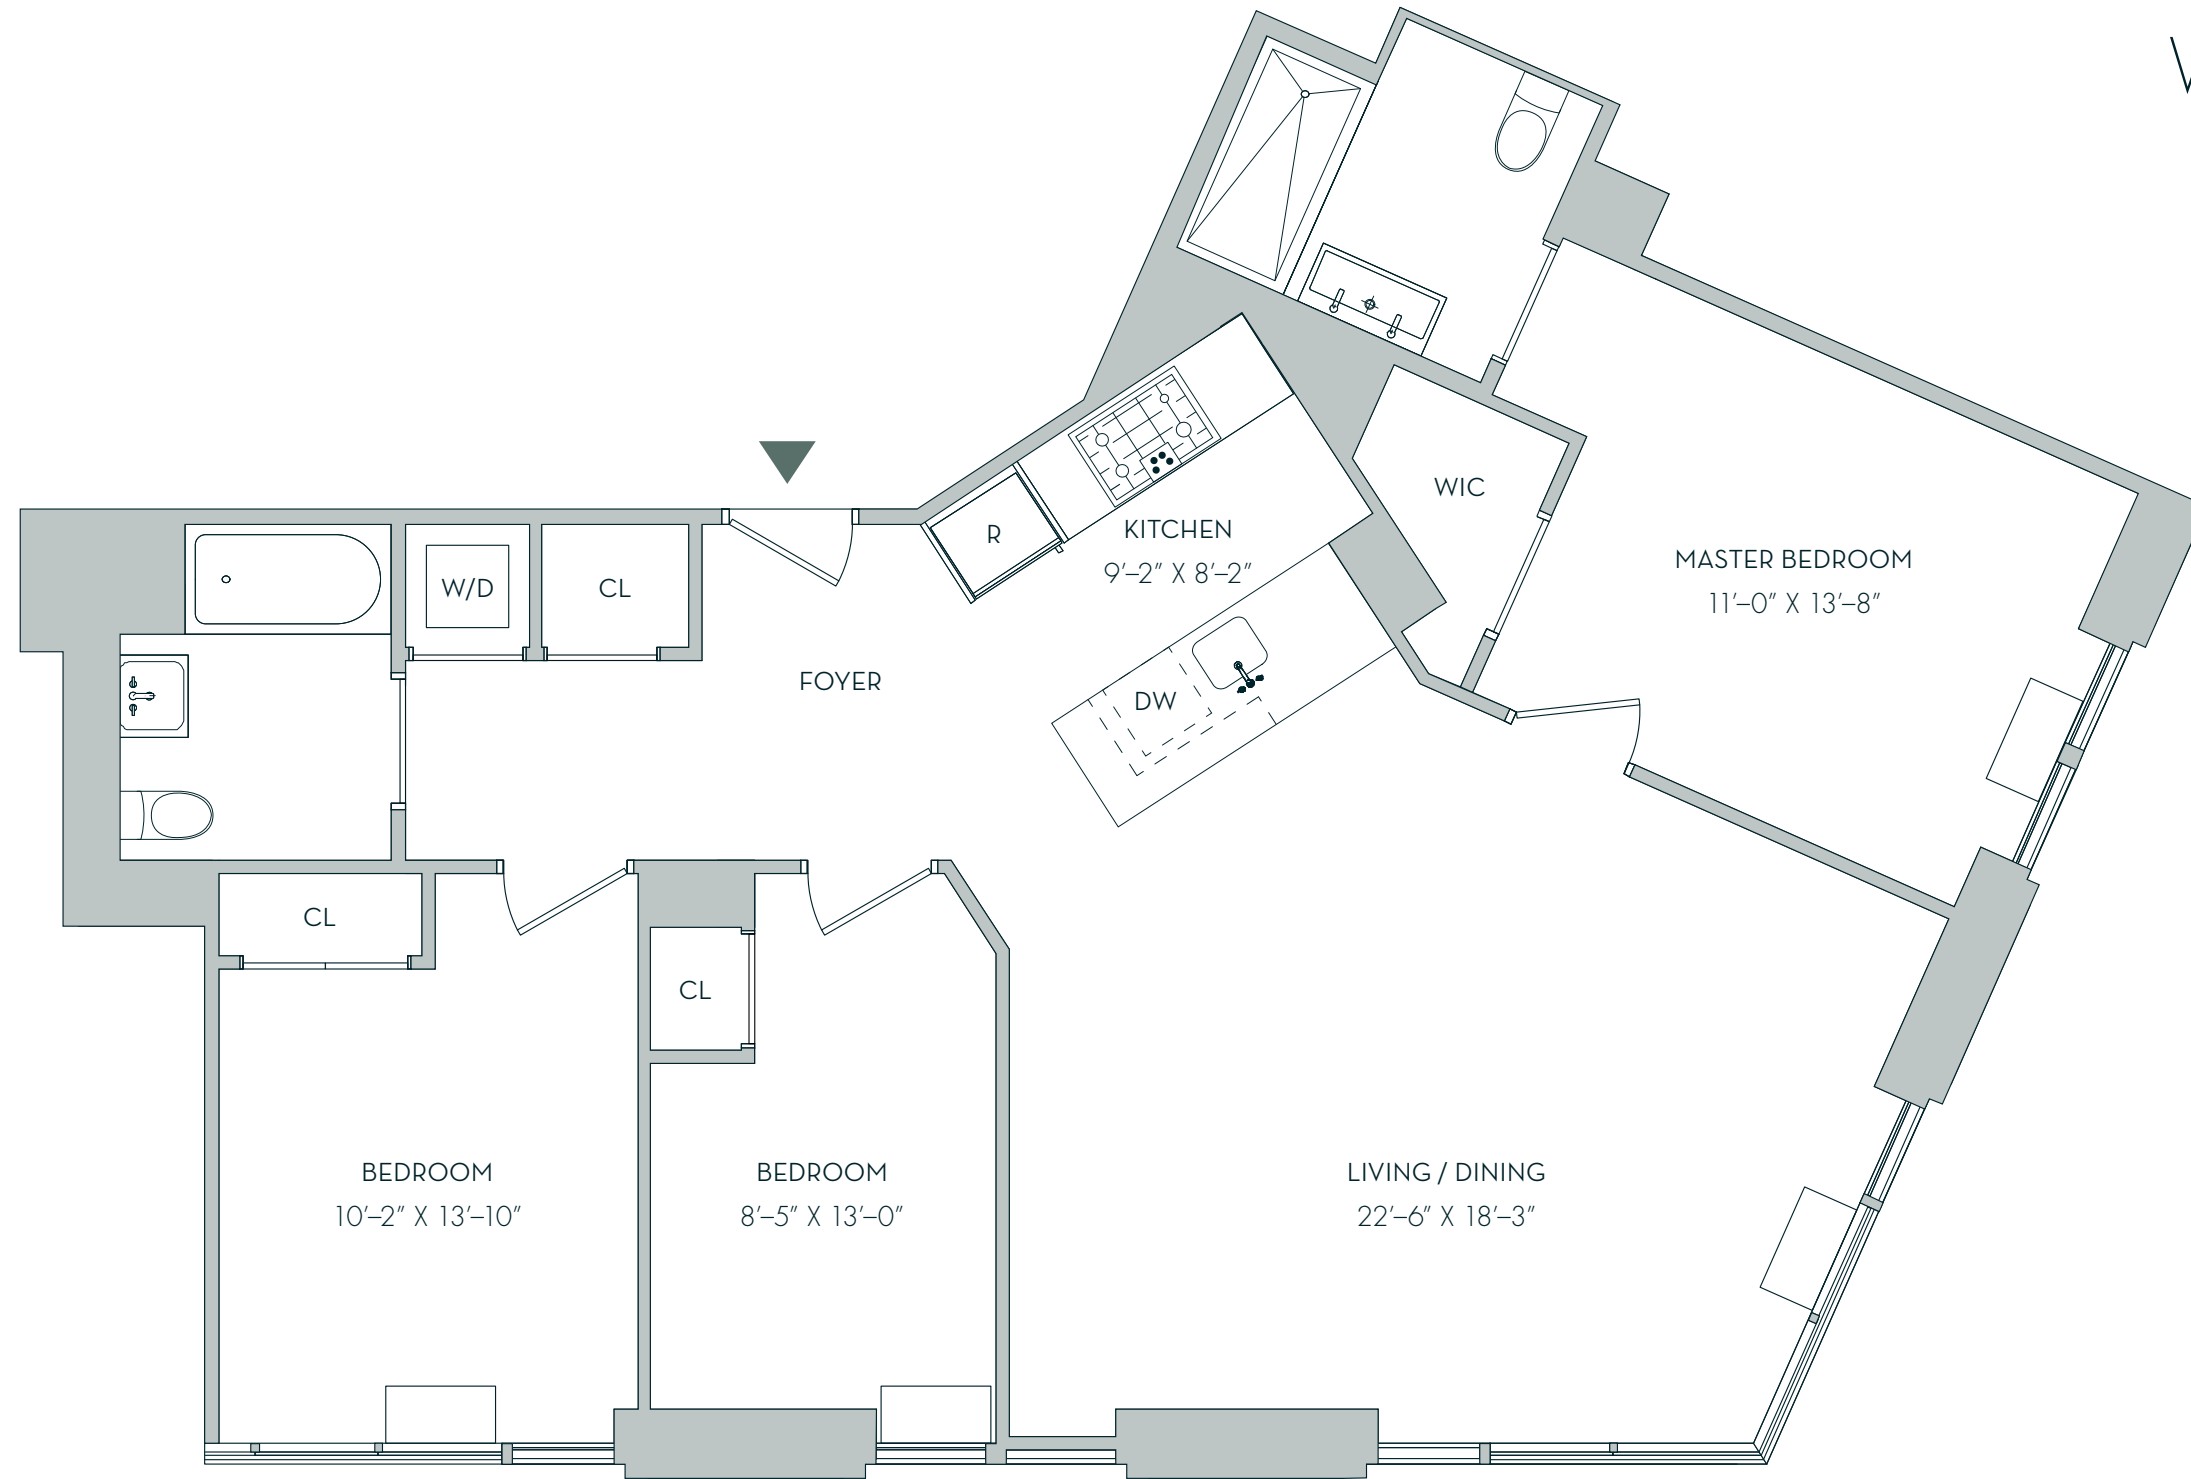 R
KITCHEN
9'–2" X 8'–2"
WIC
MASTER BEDROOM
11'–0" X 13'–8"
W/D
CL
FOYER
DW
CL
CL
BEDROOM
10'–2" X 13'–10"
BEDROOM
8'–5" X 13'–0"
LIVING / DINING
22'–6" X 18'–3"